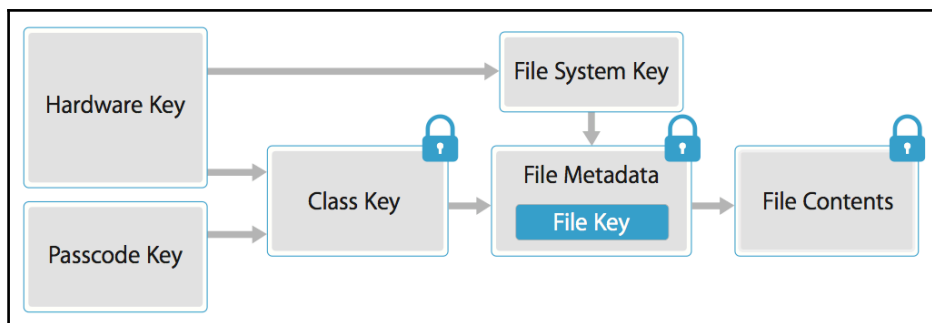 Hardware Key
File System Key
Class Key
File Metadata
File Key
File Contents
Passcode Key